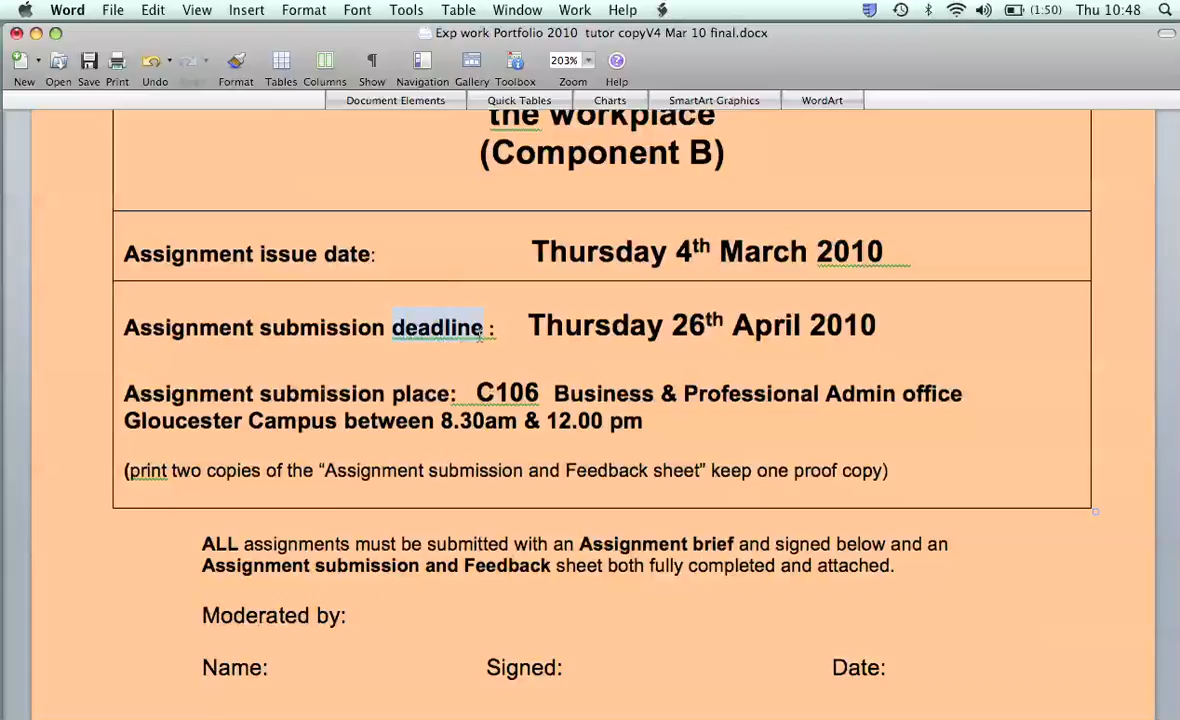 Word File Edit View Insert Format Font Tools Table Window Work Help (1:50) Thu 10:48
Exp work Portfolio 2010 tutor copyV4 Mar 10 final.docx
203%
New Open Save Print Undo Format Tables Columns Show Navigation Gallery Toolbox Zoom Help
Document Elements Quick Tables Charts SmartArt Graphics WordArt
the workplace
(Component B)
Assignment issue date: Thursday 4th March 2010
Assignment submission deadline : Thursday 26th April 2010
Assignment submission place: C106 Business & Professional Admin office
Gloucester Campus between 8.30am & 12.00 pm
(print two copies of the “Assignment submission and Feedback sheet” keep one proof copy)
ALL assignments must be submitted with an Assignment brief and signed below and an
Assignment submission and Feedback sheet both fully completed and attached.
Moderated by:
Name: Signed: Date: